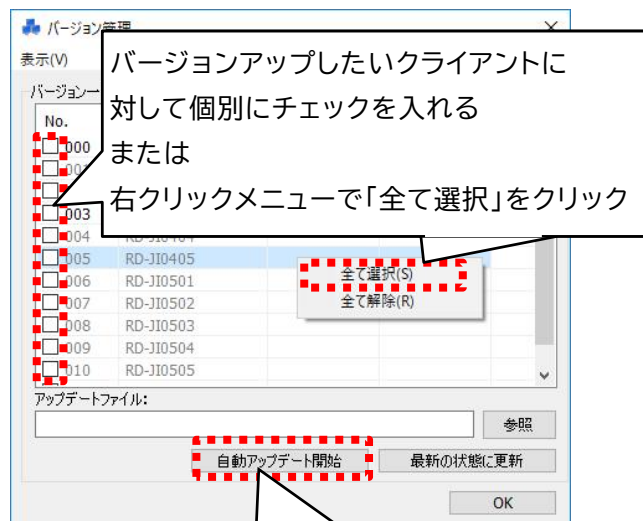 バージョン管理
表示(V)
バージョンアップしたいクライアントに
対して個別にチェックを入れる
または
右クリックメニューで「全て選択」をクリック
バージョン一
No.
000
003
004 RD-JI0404
005 RD-JI0405
006 RD-JI0501
007 RD-JI0502
008 RD-JI0503
009 RD-JI0504
010 RD-JI0505
全て選択(S)
全て解除(R)
アップデートファイル:
参照
自動アップデート開始 最新の状態に更新
OK